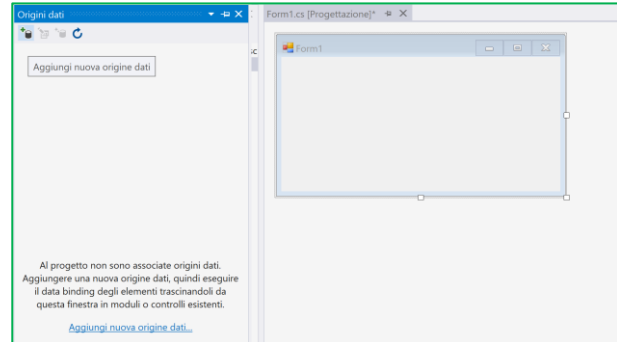 Origini dati
Form1.cs [Progettazione]*
Form1
Aggiungi nuova origine dati
Al progetto non sono associate origini dati.
Aggiungere una nuova origine dati, quindi eseguire
il data binding degli elementi trascinandoli da
questa finestra in moduli o controlli esistenti.
Aggiungi nuova origine dati...